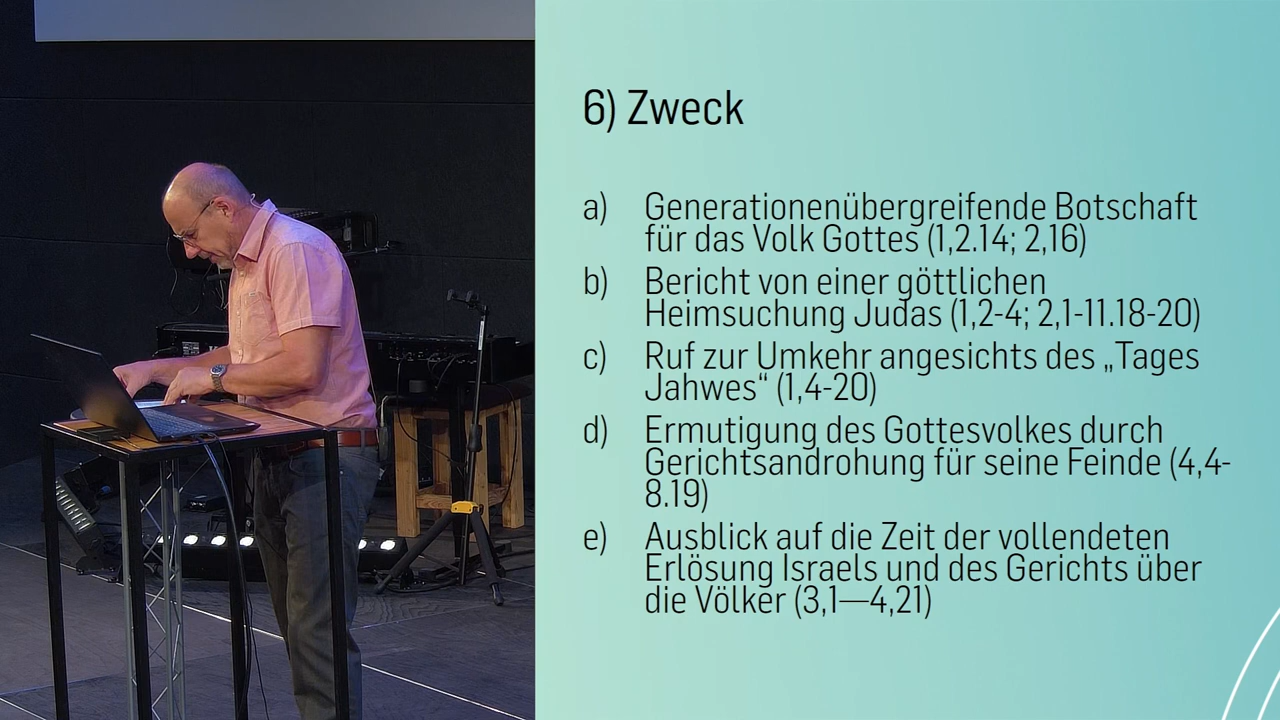 6) Zweck
a) Generationenübergreifende Botschaft
für das Volk Gottes (1,2.14; 2,16)
b) Bericht von einer göttlichen
Heimsuchung Judas (1,2-4; 2,1-11.18-20)
c) Ruf zur Umkehr angesichts des „Tages
Jahwes“ (1,4-20)
d) Ermutigung des Gottesvolkes durch
Gerichtsandrohung für seine Feinde (4,4-
8.19)
e) Ausblick auf die Zeit der vollendeten
Erlösung Israels und des Gerichts über
die Völker (3,1—4,21)